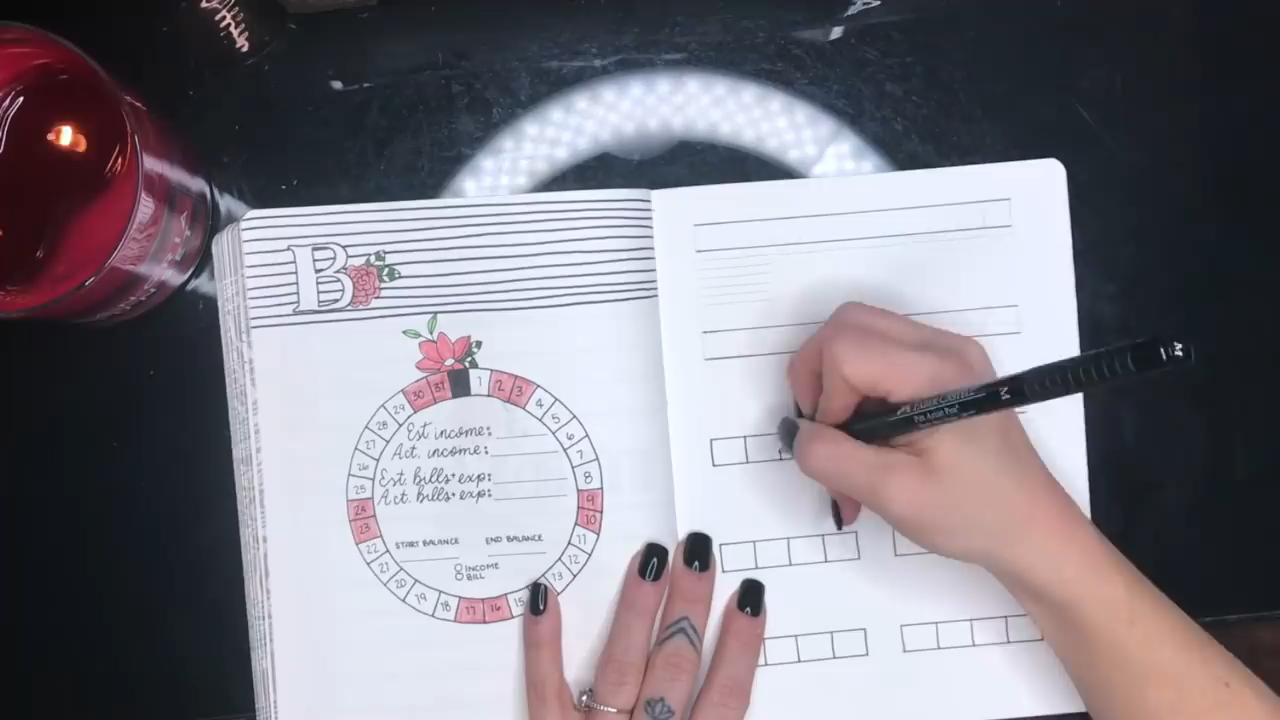 B
30 31 1 2 3
29 4
28 5
27 6
26 7
25 8
24 9
23 10
22 11
21 12
20 13
19 18 17 16 15
Est income:
Act. income:
Est. bills+exp:
Act. bills+exp:
START BALANCE END BALANCE
INCOME
BILL
FABER-CASTELL
Pitt Artist Pen
M
M